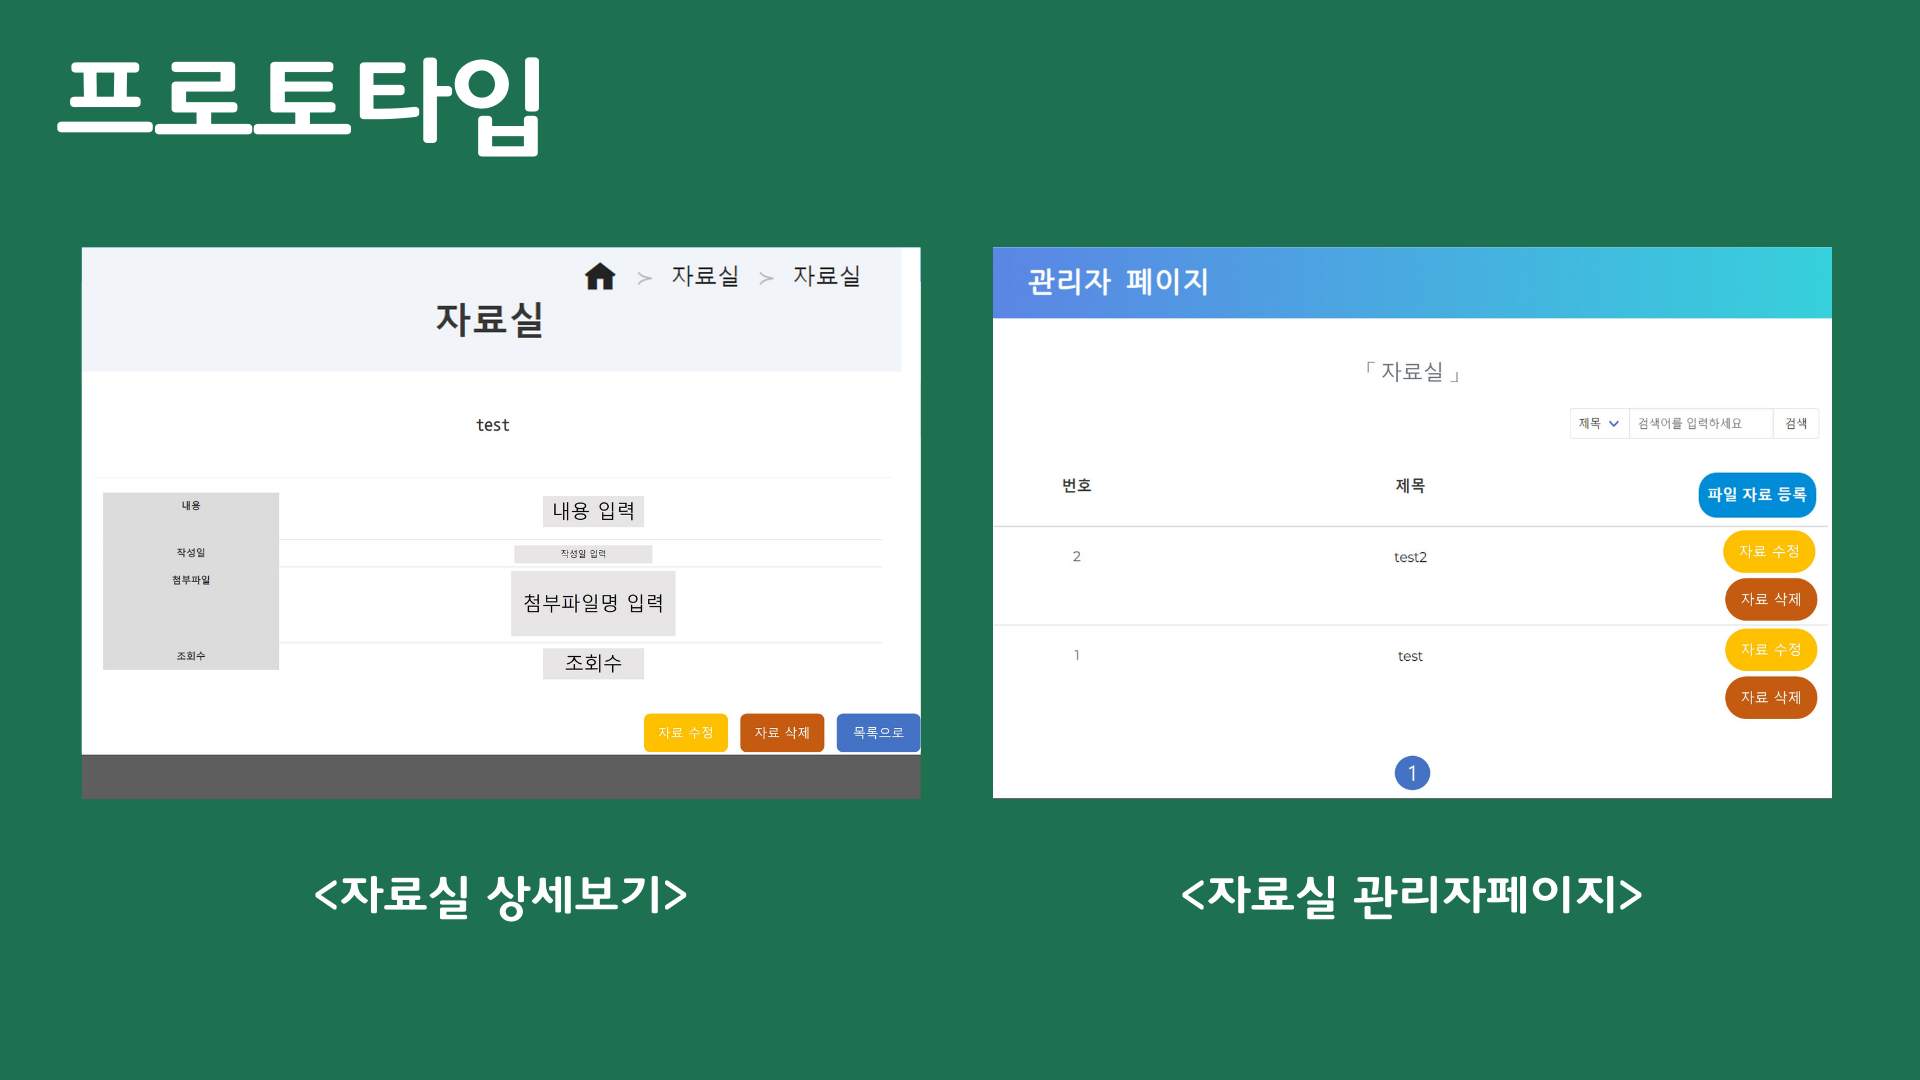 프로토타입
> 자료실 > 자료실
자료실
test
내용
내용 입력
작성일
작성일 입력
첨부파일
첨부파일명 입력
조회수
조회수
자료 수정
자료 삭제
목록으로
<자료실 상세보기>
관리자 페이지
「 자료실 」
제목
검색어를 입력하세요
검색
번호
제목
파일 자료 등록
2
test2
자료 수정
자료 삭제
1
test
자료 수정
자료 삭제
1
<자료실 관리자페이지>